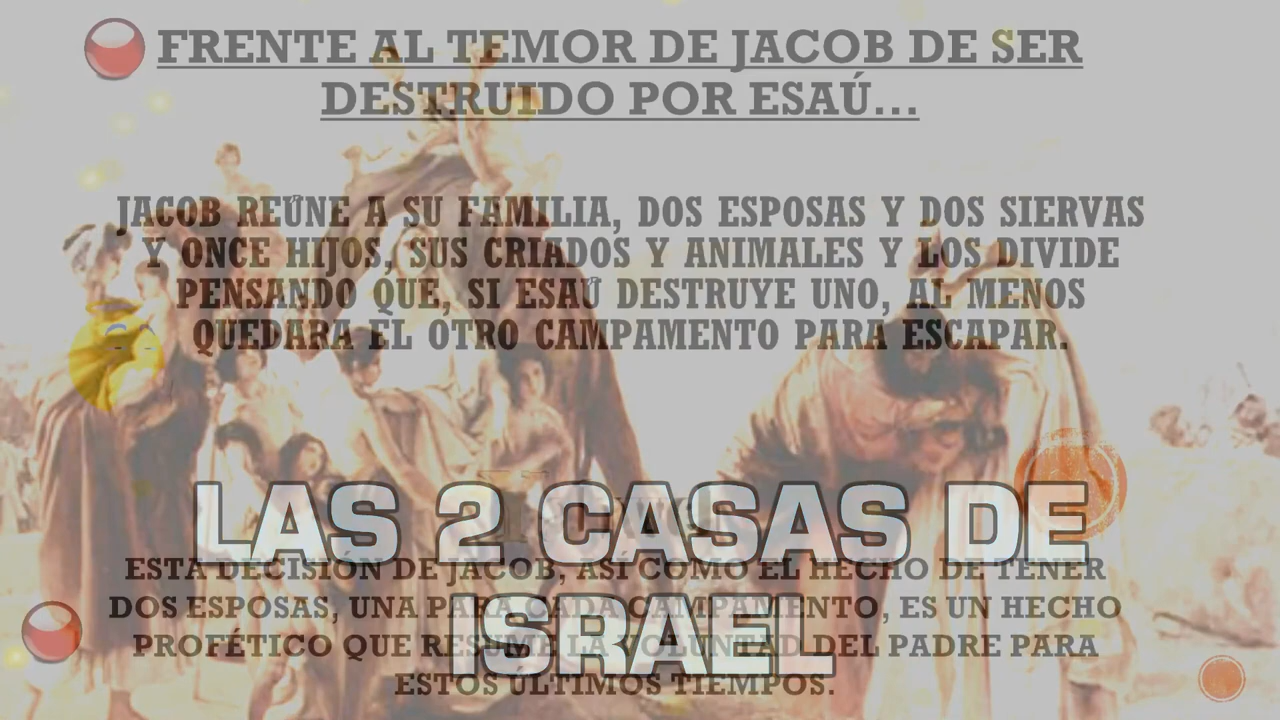 FRENTE AL TEMOR DE JACOB DE SER
DESTRUIDO POR ESAÚ...
JACOB REÚNE A SU FAMILIA, DOS ESPOSAS Y DOS SIERVAS
Y ONCE HIJOS, SUS CRIADOS Y ANIMALES Y LOS DIVIDE
PENSANDO QUE, SI ESAÚ DESTRUYE UNO, AL MENOS
QUEDARA EL OTRO CAMPAMENTO PARA ESCAPAR.
LAS 2 CASAS DE
ISRAEL
ESTA DECISIÓN DE JACOB, ASÍ COMO EL HECHO DE TENER
DOS ESPOSAS, UNA PARA CADA CAMPAMENTO, ES UN HECHO
PROFÉTICO QUE RESUME LA VOLUNTAD DEL PADRE PARA
ESTOS ÚLTIMOS TIEMPOS.